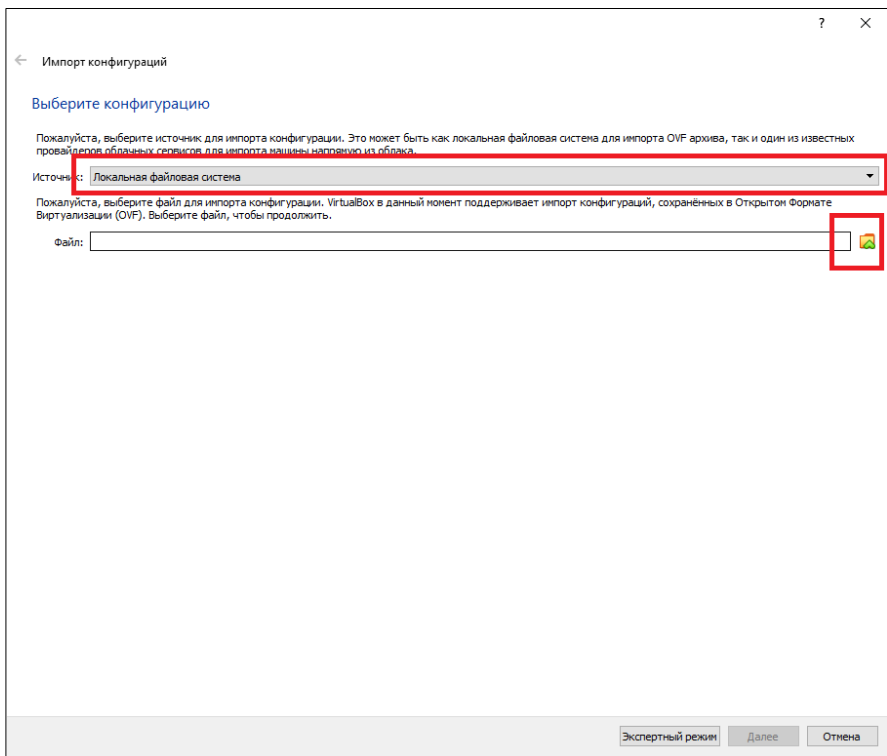 ?
Импорт конфигураций
Выберите конфигурацию
Пожалуйста, выберите источник для импорта конфигурации. Это может быть как локальная файловая система для импорта OVF архива, так и один из известных
провайдеров облачных сервисов для импорта машины напрямую из облака.
Источник: Локальная файловая система
Пожалуйста, выберите файл для импорта конфигурации. VirtualBox в данный момент поддерживает импорт конфигураций, сохранённых в Открытом Формате
Виртуализации (OVF). Выберите файл, чтобы продолжить.
Файл:
Экспертный режим Далее Отмена